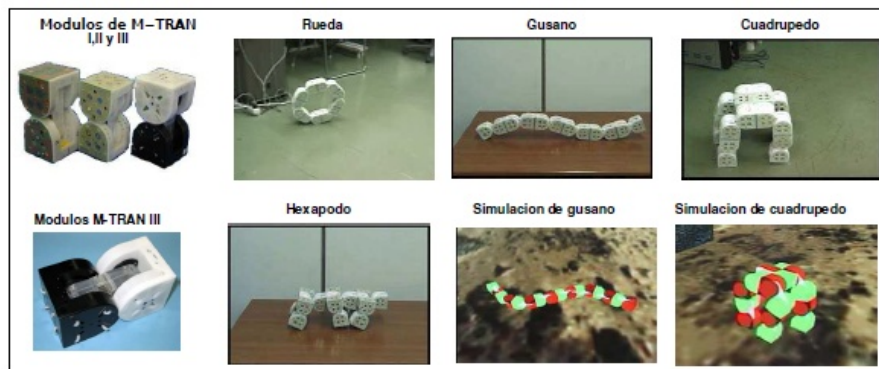 Modulos de M−TRAN
I,II y III
Rueda
Gusano
Cuadrupedo
Modulos M-TRAN III
Hexapodo
Simulacion de gusano
Simulacion de cuadrupedo